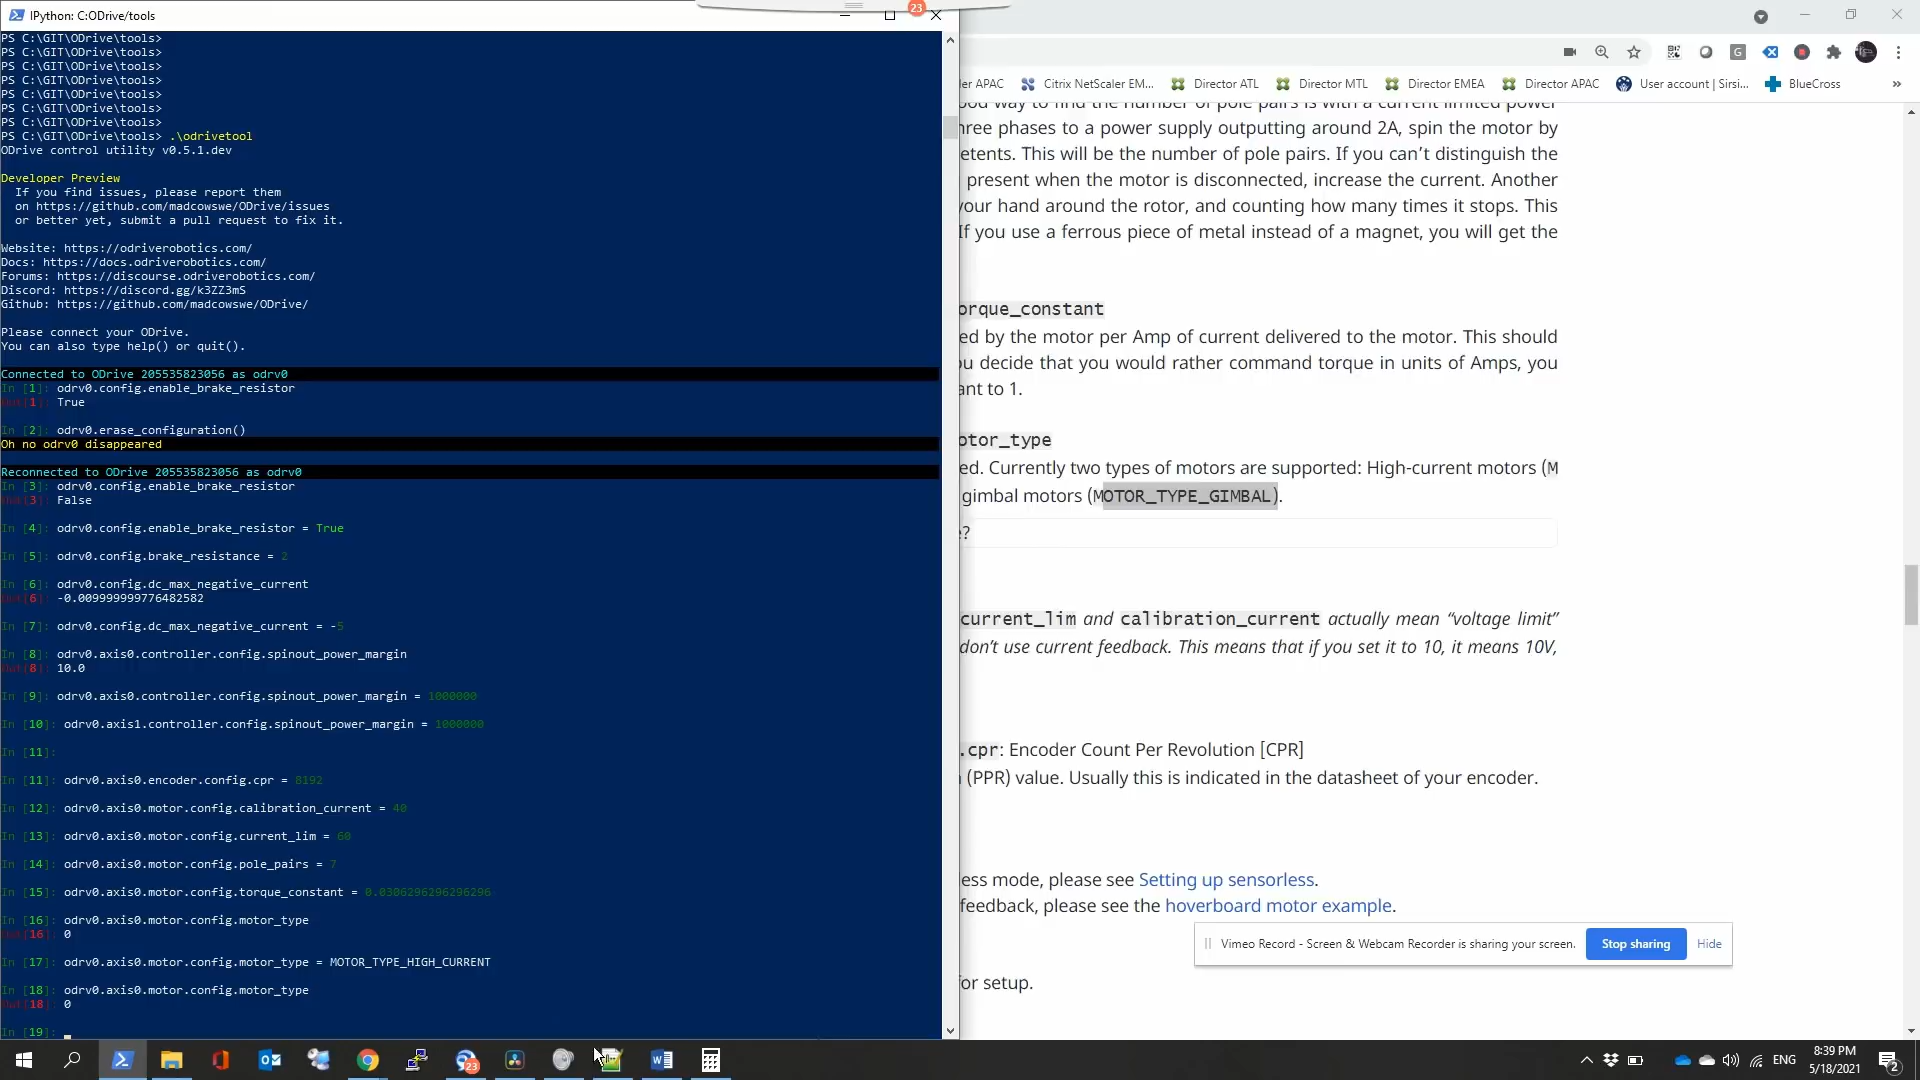 IPython: C:ODrive/tools
23
PS C:\GIT\ODrive\tools>
PS C:\GIT\ODrive\tools>
PS C:\GIT\ODrive\tools>
PS C:\GIT\ODrive\tools>
PS C:\GIT\ODrive\tools>
PS C:\GIT\ODrive\tools>
PS C:\GIT\ODrive\tools>
PS C:\GIT\ODrive\tools> .\odrivetool
ODrive control utility v0.5.1.dev
Developer Preview
If you find issues, please report them
on https://github.com/madcowswe/ODrive/issues
or better yet, submit a pull request to fix it.
Website: https://odriverobotics.com/
Docs: https://docs.odriverobotics.com/
Forums: https://discourse.odriverobotics.com/
Discord: https://discord.gg/k3ZZ3mS
Github: https://github.com/madcowswe/ODrive/
Please connect your ODrive.
You can also type help() or quit().
Connected to ODrive 205535823056 as odrv0
In [1]: odrv0.config.enable_brake_resistor
Out[1]: True
In [2]: odrv0.erase_configuration()
Oh no odrv0 disappeared
Reconnected to ODrive 205535823056 as odrv0
In [3]: odrv0.config.enable_brake_resistor
Out[3]: False
In [4]: odrv0.config.enable_brake_resistor = True
In [5]: odrv0.config.brake_resistance = 2
In [6]: odrv0.config.dc_max_negative_current
Out[6]: -0.009999999776482582
In [7]: odrv0.config.dc_max_negative_current = -5
In [8]: odrv0.axis0.controller.config.spinout_power_margin
Out[8]: 10.0
In [9]: odrv0.axis0.controller.config.spinout_power_margin = 1000000
In [10]: odrv0.axis1.controller.config.spinout_power_margin = 1000000
In [11]:
In [11]: odrv0.axis0.encoder.config.cpr = 8192
In [12]: odrv0.axis0.motor.config.calibration_current = 40
In [13]: odrv0.axis0.motor.config.current_lim = 60
In [14]: odrv0.axis0.motor.config.pole_pairs = 7
In [15]: odrv0.axis0.motor.config.torque_constant = 0.0306296296296296
In [16]: odrv0.axis0.motor.config.motor_type
Out[16]: 0
In [17]: odrv0.axis0.motor.config.motor_type = MOTOR_TYPE_HIGH_CURRENT
In [18]: odrv0.axis0.motor.config.motor_type
Out[18]: 0
In [19]:
der APAC Citrix NetScaler EM... Director ATL Director MTL Director EMEA Director APAC User account | Sirsi... BlueCross »
ood way to find the number of pole pairs is with a current limited power
hree phases to a power supply outputting around 2A, spin the motor by
etents. This will be the number of pole pairs. If you can’t distinguish the
present when the motor is disconnected, increase the current. Another
your hand around the rotor, and counting how many times it stops. This
If you use a ferrous piece of metal instead of a magnet, you will get the
orque_constant
ed by the motor per Amp of current delivered to the motor. This should
ou decide that you would rather command torque in units of Amps, you
ant to 1.
otor_type
ed. Currently two types of motors are supported: High-current motors (M
gimbal motors (MOTOR_TYPE_GIMBAL).
e?
current_lim and calibration_current actually mean “voltage limit”
don’t use current feedback. This means that if you set it to 10, it means 10V,
.cpr: Encoder Count Per Revolution [CPR]
(PPR) value. Usually this is indicated in the datasheet of your encoder.
ess mode, please see Setting up sensorless.
feedback, please see the hoverboard motor example.
Vimeo Record - Screen & Webcam Recorder is sharing your screen. Stop sharing Hide
or setup.
23
ENG
8:39 PM
5/18/2021
2